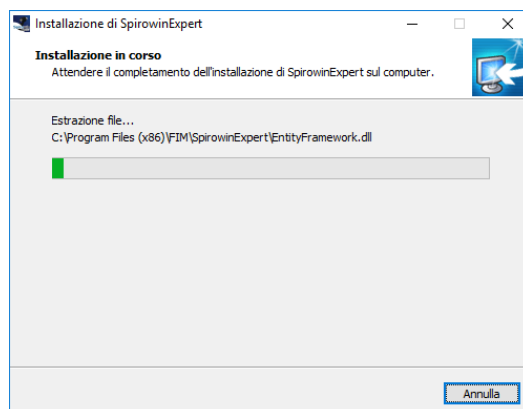 Installazione di SpirowinExpert
Installazione in corso
Attendere il completamento dell'installazione di SpirowinExpert sul computer.
Estrazione file...
C:\Program Files (x86)\FIM\SpirowinExpert\EntityFramework.dll
Annulla